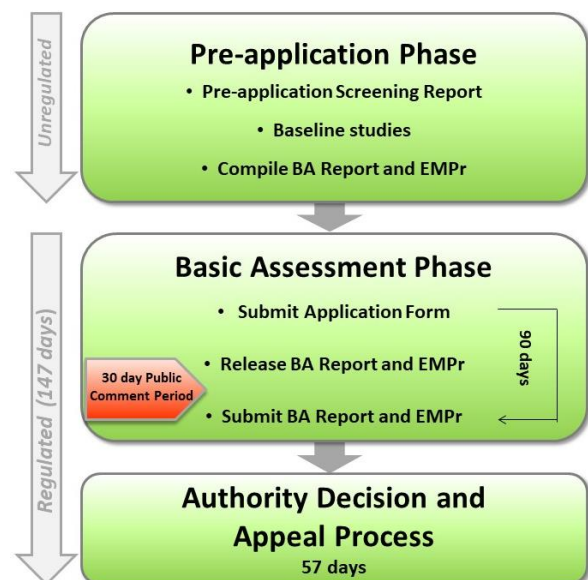 Unregulated
Pre-application Phase
• Pre-application Screening Report
• Baseline studies
• Compile BA Report and EMPr
Regulated (147 days)
Basic Assessment Phase
• Submit Application Form
90 days
30 day Public
Comment Period
• Release BA Report and EMPr
• Submit BA Report and EMPr
Authority Decision and
Appeal Process
57 days